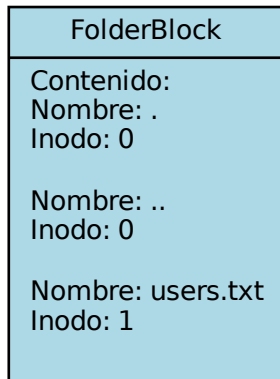 FolderBlock
Contenido:
Nombre: .
Inodo: 0
Nombre: ..
Inodo: 0
Nombre: users.txt
Inodo: 1